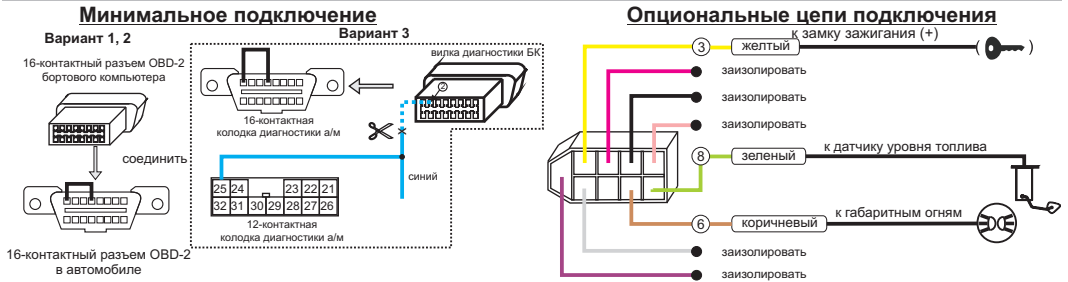 Минимальное подключение
Вариант 1, 2
16-контактный разъем OBD-2
бортового компьютера
соединить
16-контактный разъем OBD-2
в автомобиле
Вариант 3
вилка диагностики БК
2
16-контактная
колодка диагностики а/м
синий
25 24 23 22 21
32 31 30 29 28 27 26
12-контактная
колодка диагностики а/м
Опциональные цепи подключения
к замку зажигания (+)
3 желтый ( )
заизолировать
заизолировать
заизолировать
8 зеленый к датчику уровня топлива
6 коричневый к габаритным огням
заизолировать
заизолировать